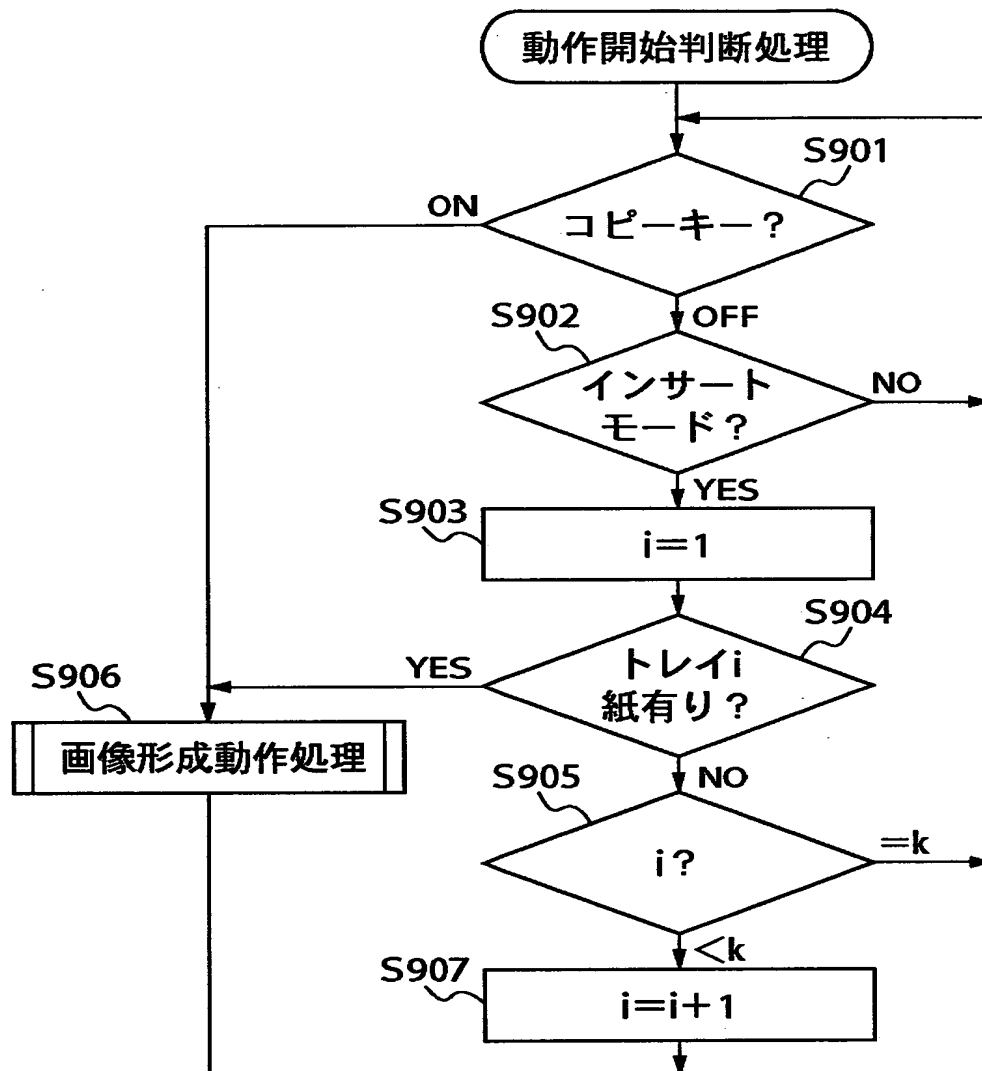 動作開始判断処理
S901
ON
コピーキー？
S902
OFF
インサート
モード？
NO
YES
S903
i＝1
S904
YES
トレイi
紙有り？
S906
画像形成動作処理
NO
S905
＝k
i？
＜k
S907
i＝i＋1